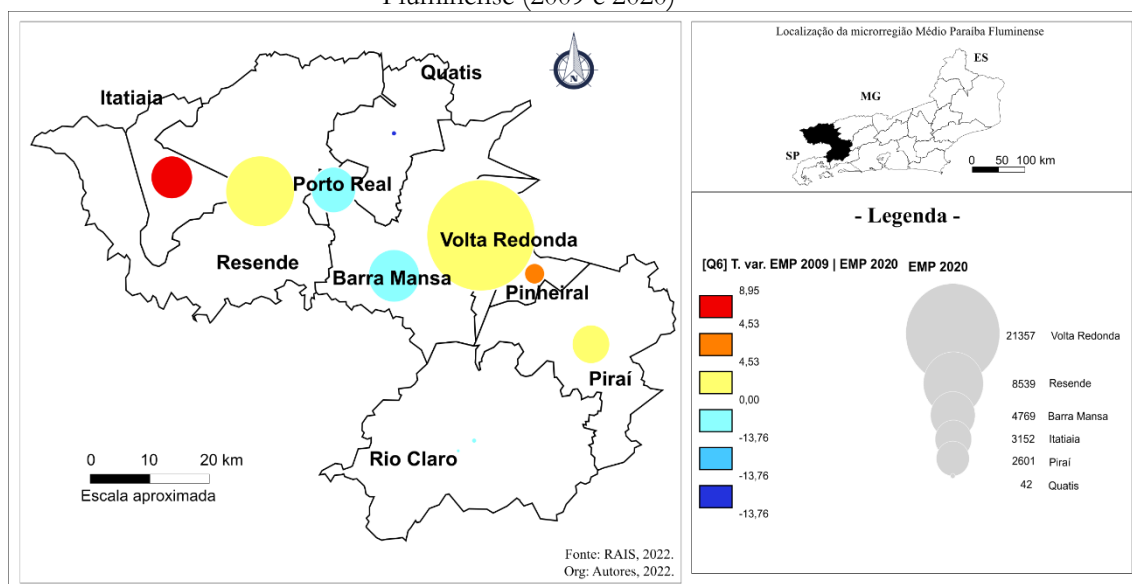 Fluminense (2009 e 2020)
Quatis
Itatiaia
Porto Real
Volta Redonda
Resende
Barra Mansa
Pinheiral
Piraí
Rio Claro
N
0 10 20 km
Escala aproximada
Fonte: RAIS, 2022.
Org: Autores, 2022.
Localização da microrregião Médio Paraíba Fluminense
ES
MG
SP
0 50 100 km
- Legenda -
[Q6] T. var. EMP 2009 | EMP 2020 EMP 2020
8,95
4,53
4,53
0,00
-13,76
-13,76
-13,76
21357 Volta Redonda
8539 Resende
4769 Barra Mansa
3152 Itatiaia
2601 Piraí
42 Quatis